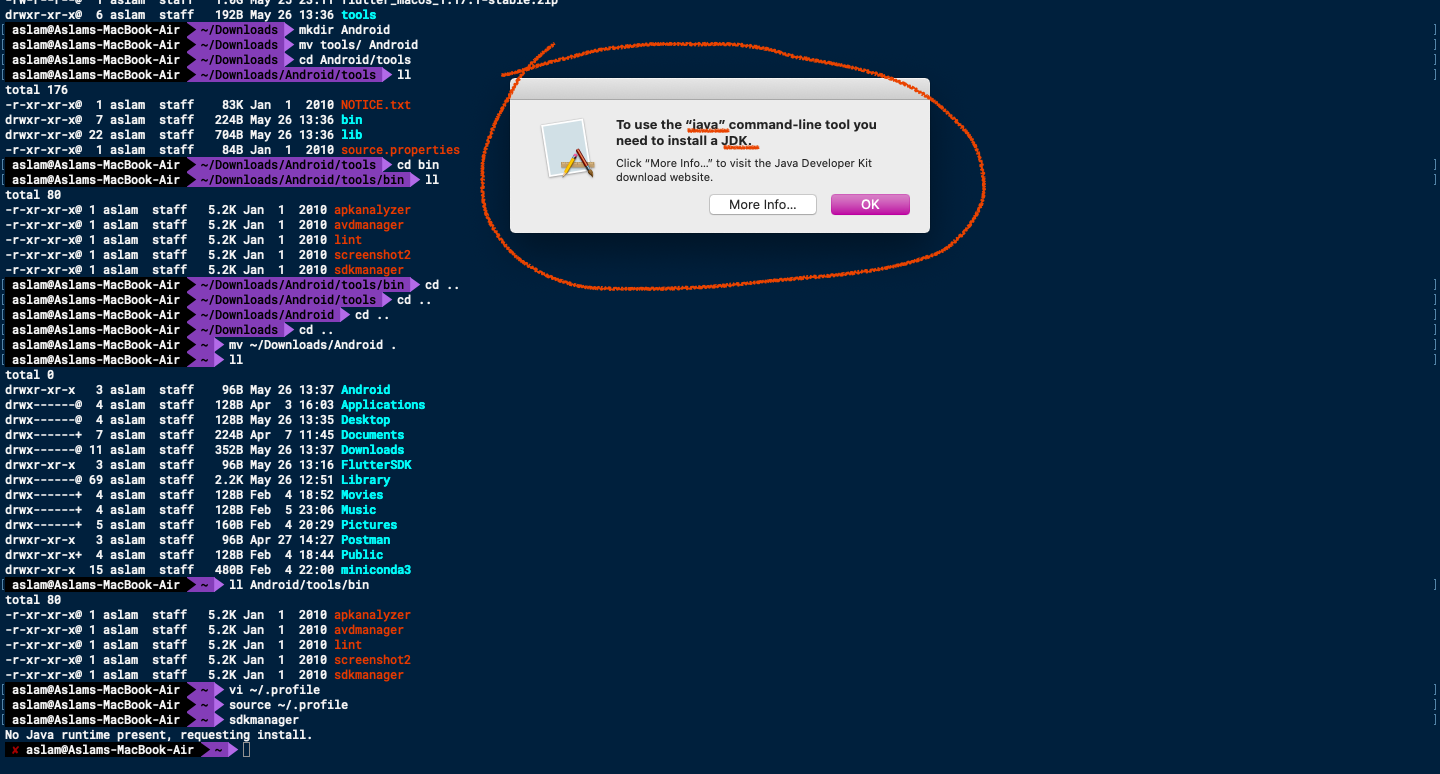 drwxr-xr-x@  6 aslam  staff   192B May 26 13:36 tools
aslam@Aslams-MacBook-Air ~/Downloads mkdir Android
aslam@Aslams-MacBook-Air ~/Downloads mv tools/ Android
aslam@Aslams-MacBook-Air ~/Downloads cd Android/tools
aslam@Aslams-MacBook-Air ~/Downloads/Android/tools ll
total 176
-r-xr-xr-x@  1 aslam  staff    83K Jan  1  2010 NOTICE.txt
drwxr-xr-x@  7 aslam  staff   224B May 26 13:36 bin
drwxr-xr-x@ 22 aslam  staff   704B May 26 13:36 lib
-r-xr-xr-x@  1 aslam  staff    84B Jan  1  2010 source.properties
aslam@Aslams-MacBook-Air ~/Downloads/Android/tools cd bin
aslam@Aslams-MacBook-Air ~/Downloads/Android/tools/bin ll
total 80
-r-xr-xr-x@ 1 aslam  staff   5.2K Jan  1  2010 apkanalyzer
-r-xr-xr-x@ 1 aslam  staff   5.2K Jan  1  2010 avdmanager
-r-xr-xr-x@ 1 aslam  staff   5.2K Jan  1  2010 lint
-r-xr-xr-x@ 1 aslam  staff   5.2K Jan  1  2010 screenshot2
-r-xr-xr-x@ 1 aslam  staff   5.2K Jan  1  2010 sdkmanager
aslam@Aslams-MacBook-Air ~/Downloads/Android/tools/bin cd ..
aslam@Aslams-MacBook-Air ~/Downloads/Android/tools cd ..
aslam@Aslams-MacBook-Air ~/Downloads/Android cd ..
aslam@Aslams-MacBook-Air ~/Downloads cd ..
aslam@Aslams-MacBook-Air ~ mv ~/Downloads/Android .
aslam@Aslams-MacBook-Air ~ ll
total 0
drwxr-xr-x   3 aslam  staff    96B May 26 13:37 Android
drwx------@  4 aslam  staff   128B Apr  3 16:03 Applications
drwx------@  4 aslam  staff   128B May 26 13:35 Desktop
drwx------+  7 aslam  staff   224B Apr  7 11:45 Documents
drwx------@ 11 aslam  staff   352B May 26 13:37 Downloads
drwxr-xr-x   3 aslam  staff    96B May 26 13:16 FlutterSDK
drwx------@ 69 aslam  staff   2.2K May 26 12:51 Library
drwx------+  4 aslam  staff   128B Feb  4 18:52 Movies
drwx------+  4 aslam  staff   128B Feb  5 23:06 Music
drwx------+  5 aslam  staff   160B Feb  4 20:29 Pictures
drwxr-xr-x   3 aslam  staff    96B Apr 27 14:27 Postman
drwxr-xr-x+  4 aslam  staff   128B Feb  4 18:44 Public
drwxr-xr-x  15 aslam  staff   480B Feb  4 22:00 miniconda3
aslam@Aslams-MacBook-Air ~ ll Android/tools/bin
total 80
-r-xr-xr-x@ 1 aslam  staff   5.2K Jan  1  2010 apkanalyzer
-r-xr-xr-x@ 1 aslam  staff   5.2K Jan  1  2010 avdmanager
-r-xr-xr-x@ 1 aslam  staff   5.2K Jan  1  2010 lint
-r-xr-xr-x@ 1 aslam  staff   5.2K Jan  1  2010 screenshot2
-r-xr-xr-x@ 1 aslam  staff   5.2K Jan  1  2010 sdkmanager
aslam@Aslams-MacBook-Air ~ vi ~/.profile
aslam@Aslams-MacBook-Air ~ source ~/.profile
aslam@Aslams-MacBook-Air ~ sdkmanager
No Java runtime present, requesting install.
✘ aslam@Aslams-MacBook-Air ~
To use the “java” command-line tool you
need to install a JDK.
Click “More Info…” to visit the Java Developer Kit
download website.
More Info… OK